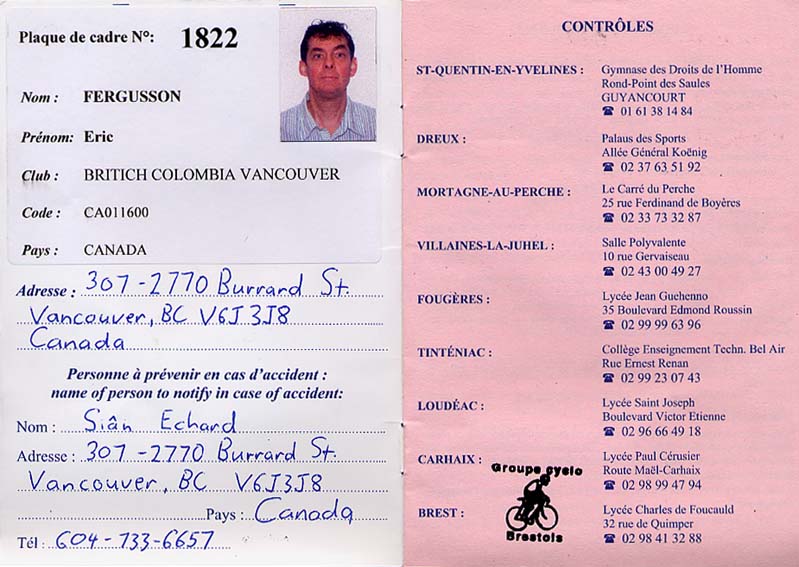 Plaque de cadre N°: 1822
Nom : FERGUSSON
Prénom: Eric
Club : BRITICH COLOMBIA VANCOUVER
Code : CA011600
Pays : CANADA
Adresse : 307-2770 Burrard St.
Vancouver, BC V6J 3J8
Canada
Personne à prévenir en cas d'accident :
name of person to notify in case of accident:
Nom : Siân Echard
Adresse : 307-2770 Burrard St.
Vancouver, BC V6J3J8
Pays : Canada
Tél : 604-733-6657
CONTRÔLES
ST-QUENTIN-EN-YVELINES : Gymnase des Droits de l'Homme
Rond-Point des Saules
GUYANCOURT
☎ 01 61 38 14 84
DREUX : Palaus des Sports
Allée Général Koënig
☎ 02 37 63 51 92
MORTAGNE-AU-PERCHE : Le Carré du Perche
25 rue Ferdinand de Boyères
☎ 02 33 73 32 87
VILLAINES-LA-JUHEL : Salle Polyvalente
10 rue Gervaiseau
☎ 02 43 00 49 27
FOUGÈRES : Lycée Jean Guehenno
35 Boulevard Edmond Roussin
☎ 02 99 99 63 96
TINTÉNIAC : Collège Enseignement Techn. Bel Air
Rue Ernest Renan
☎ 02 99 23 07 43
LOUDÉAC : Lycée Saint Joseph
Boulevard Victor Etienne
☎ 02 96 66 49 18
CARHAIX : Lycée Paul Cérusier
Route Maël-Carhaix
☎ 02 98 99 47 94
Groupe cyclo
Brestois
BREST : Lycée Charles de Foucauld
32 rue de Quimper
☎ 02 98 41 32 88